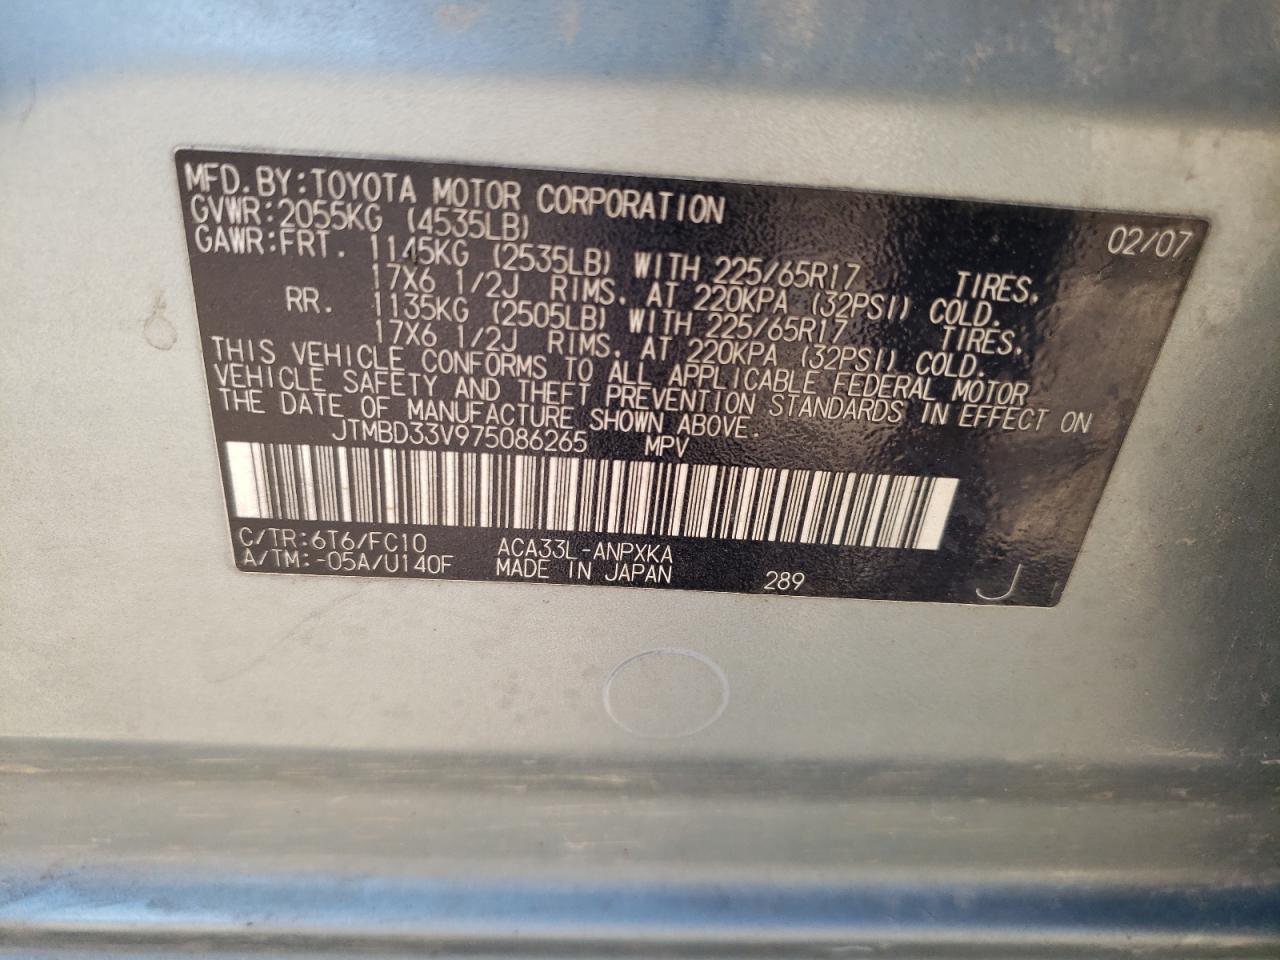 MFD.BY:TOYOTA MOTOR CORPORATION 02/07
GVWR:2055KG (4535LB)
GAWR:FRT. 1145KG (2535LB) WITH 225/65R17 TIRES,
17X6 1/2J RIMS, AT 220KPA (32PSI) COLD.
RR. 1135KG (2505LB) WITH 225/65R17 TIRES,
17X6 1/2J RIMS, AT 220KPA (32PSI) COLD.
THIS VEHICLE CONFORMS TO ALL APPLICABLE FEDERAL MOTOR
VEHICLE SAFETY AND THEFT PREVENTION STANDARDS IN EFFECT ON
THE DATE OF MANUFACTURE SHOWN ABOVE.
JTMBD33V975086265 MPV
C/TR:6T6/FC10 ACA33L-ANPXKA
A/TM:-05A/U140F MADE IN JAPAN 289 J